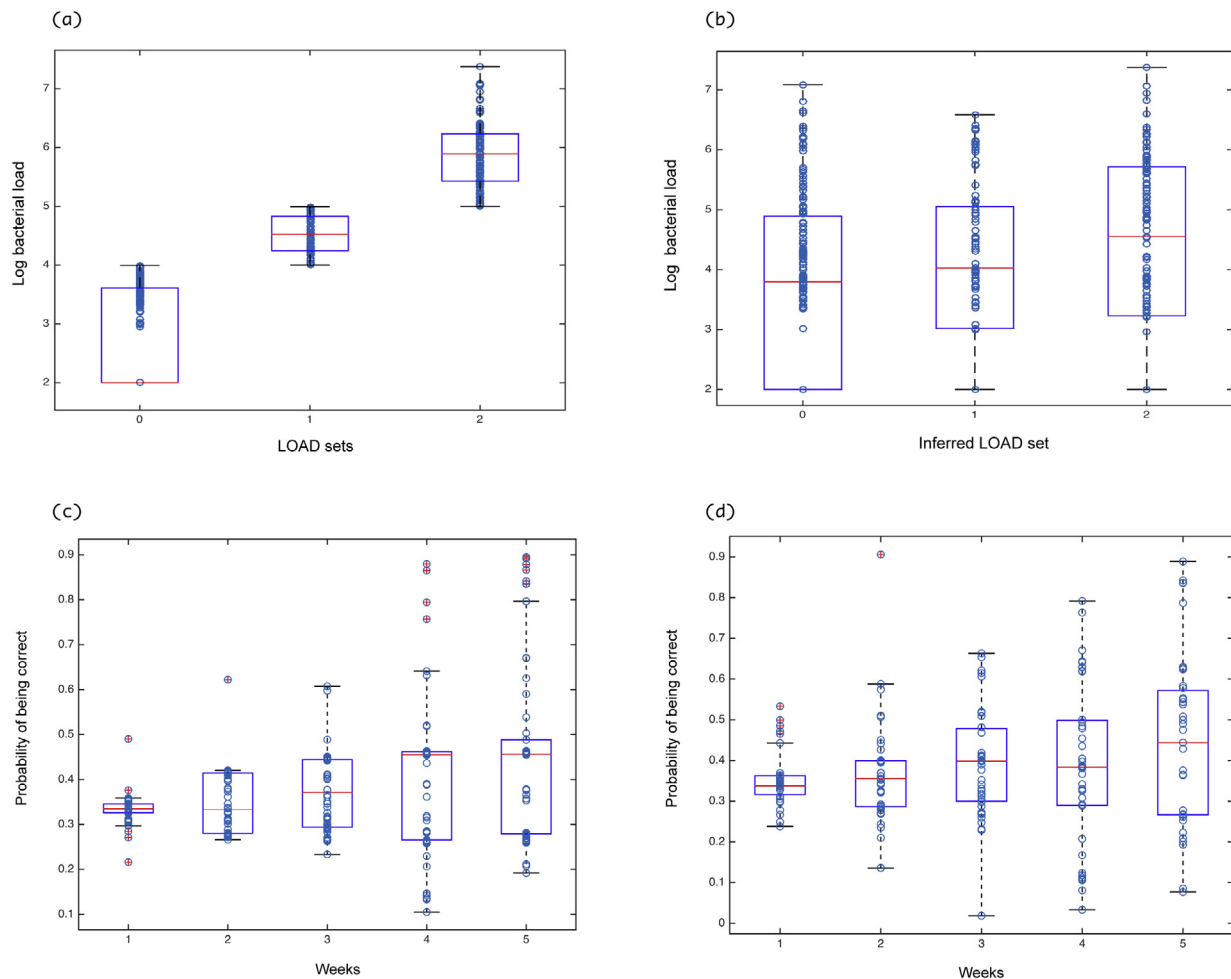 (a)
Log bacterial load
7
6
5
4
3
2
0 1 2
LOAD sets
(b)
Log bacterial load
7
6
5
4
3
2
0 1 2
Inferred LOAD set
(c)
Probability of being correct
0.9
0.8
0.7
0.6
0.5
0.4
0.3
0.2
0.1
1 2 3 4 5
Weeks
(d)
Probability of being correct
0.9
0.8
0.7
0.6
0.5
0.4
0.3
0.2
0.1
0
1 2 3 4 5
Weeks